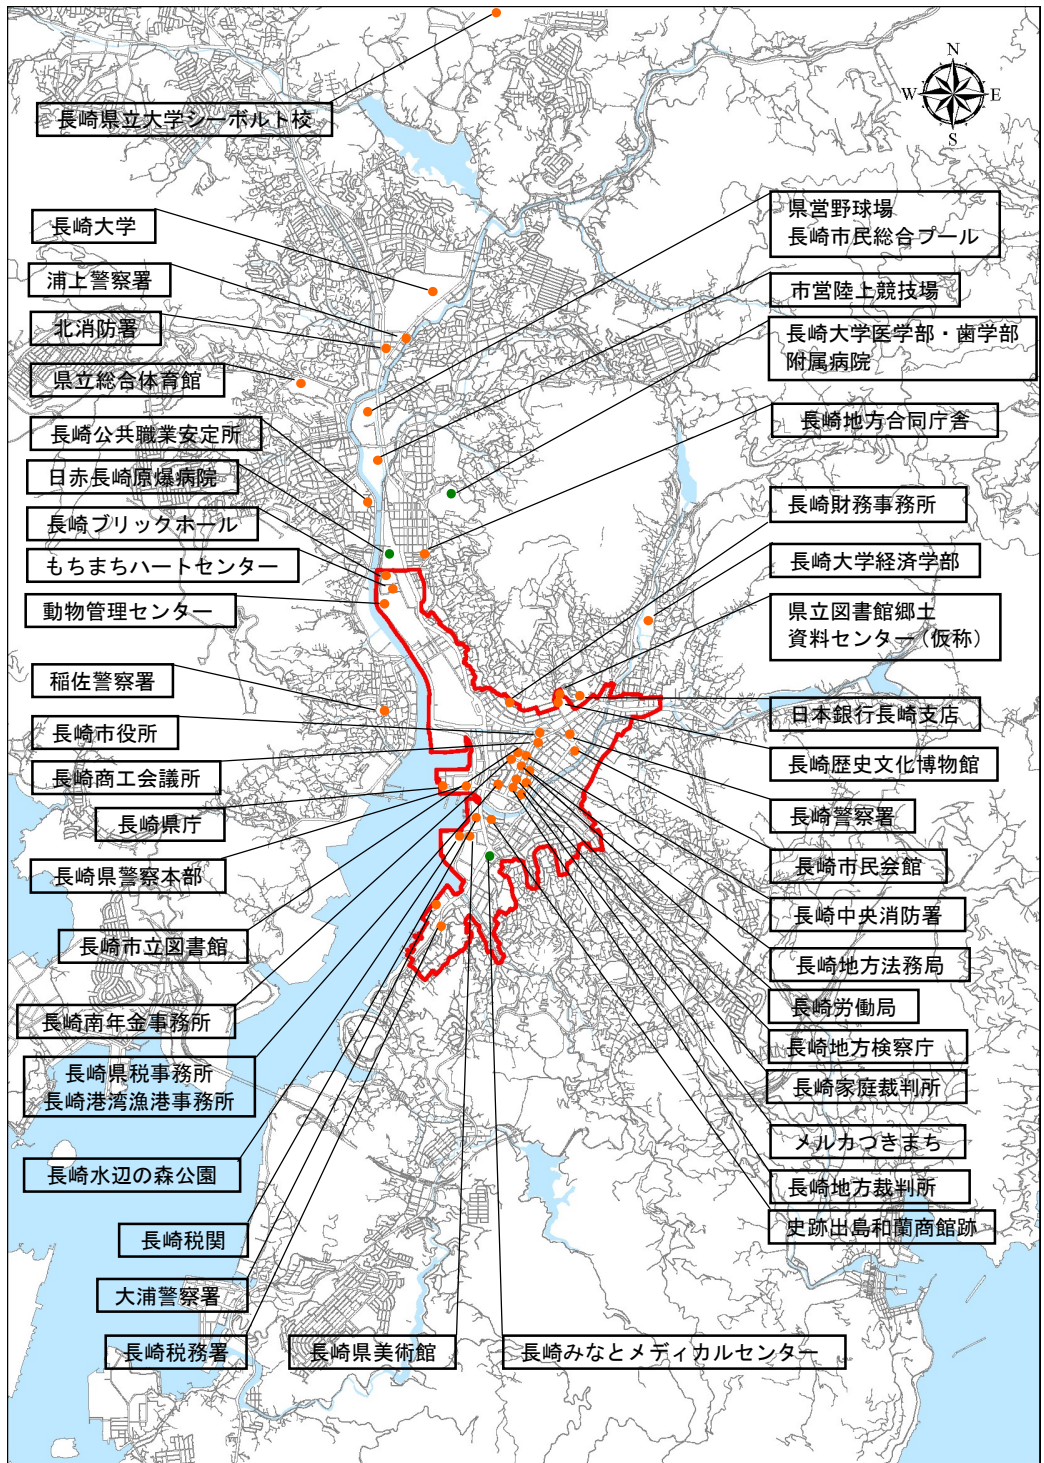 N
W
E
S
長崎県立大学シーボルト校
長崎大学
浦上警察署
北消防署
県立総合体育館
長崎公共職業安定所
日赤長崎原爆病院
長崎ブリックホール
もりまちハートセンター
動物管理センター
稲佐警察署
長崎市役所
長崎商工会議所
長崎県庁
長崎県警察本部
長崎市立図書館
長崎南年金事務所
長崎県税事務所
長崎港湾漁港事務所
長崎水辺の森公園
長崎税関
大浦警察署
長崎税務署
長崎県美術館
長崎みなとメディカルセンター
県営野球場
長崎市民総合プール
市営陸上競技場
長崎大学医学部・歯学部
附属病院
長崎地方合同庁舎
長崎財務事務所
長崎大学経済学部
県立図書館郷土
資料センター（仮称）
日本銀行長崎支店
長崎歴史文化博物館
長崎警察署
長崎市民会館
長崎中央消防署
長崎地方法務局
長崎労働局
長崎地方検察庁
長崎家庭裁判所
メルカつきまち
長崎地方裁判所
史跡出島和蘭商館跡